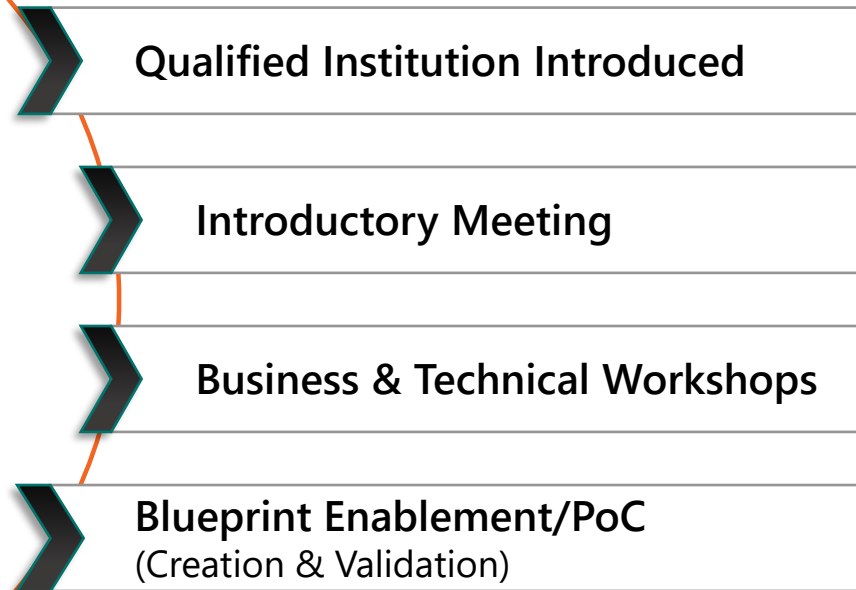 Qualified Institution Introduced
Introductory Meeting
Business & Technical Workshops
Blueprint Enablement/PoC
(Creation & Validation)